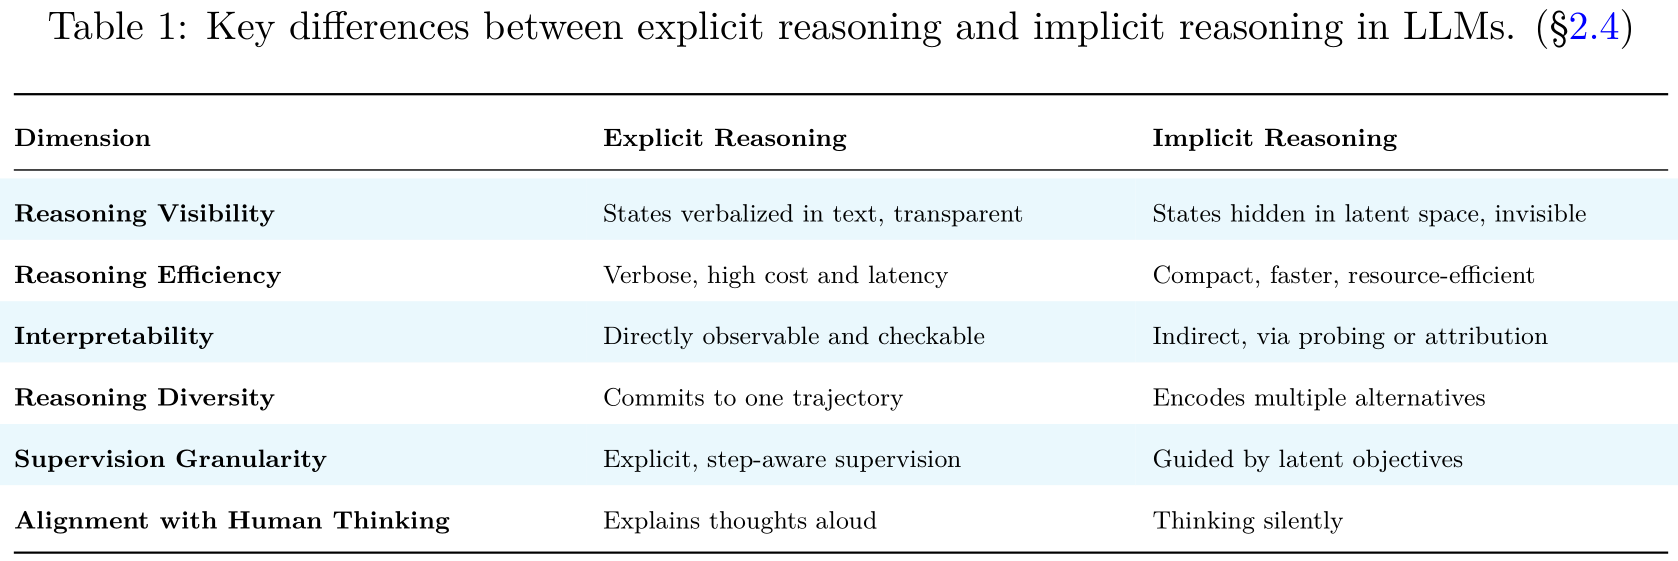 Table 1: Key differences between explicit reasoning and implicit reasoning in LLMs. (§2.4)
Dimension Explicit Reasoning Implicit Reasoning
Reasoning Visibility States verbalized in text, transparent States hidden in latent space, invisible
Reasoning Efficiency Verbose, high cost and latency Compact, faster, resource-efficient
Interpretability Directly observable and checkable Indirect, via probing or attribution
Reasoning Diversity Commits to one trajectory Encodes multiple alternatives
Supervision Granularity Explicit, step-aware supervision Guided by latent objectives
Alignment with Human Thinking Explains thoughts aloud Thinking silently